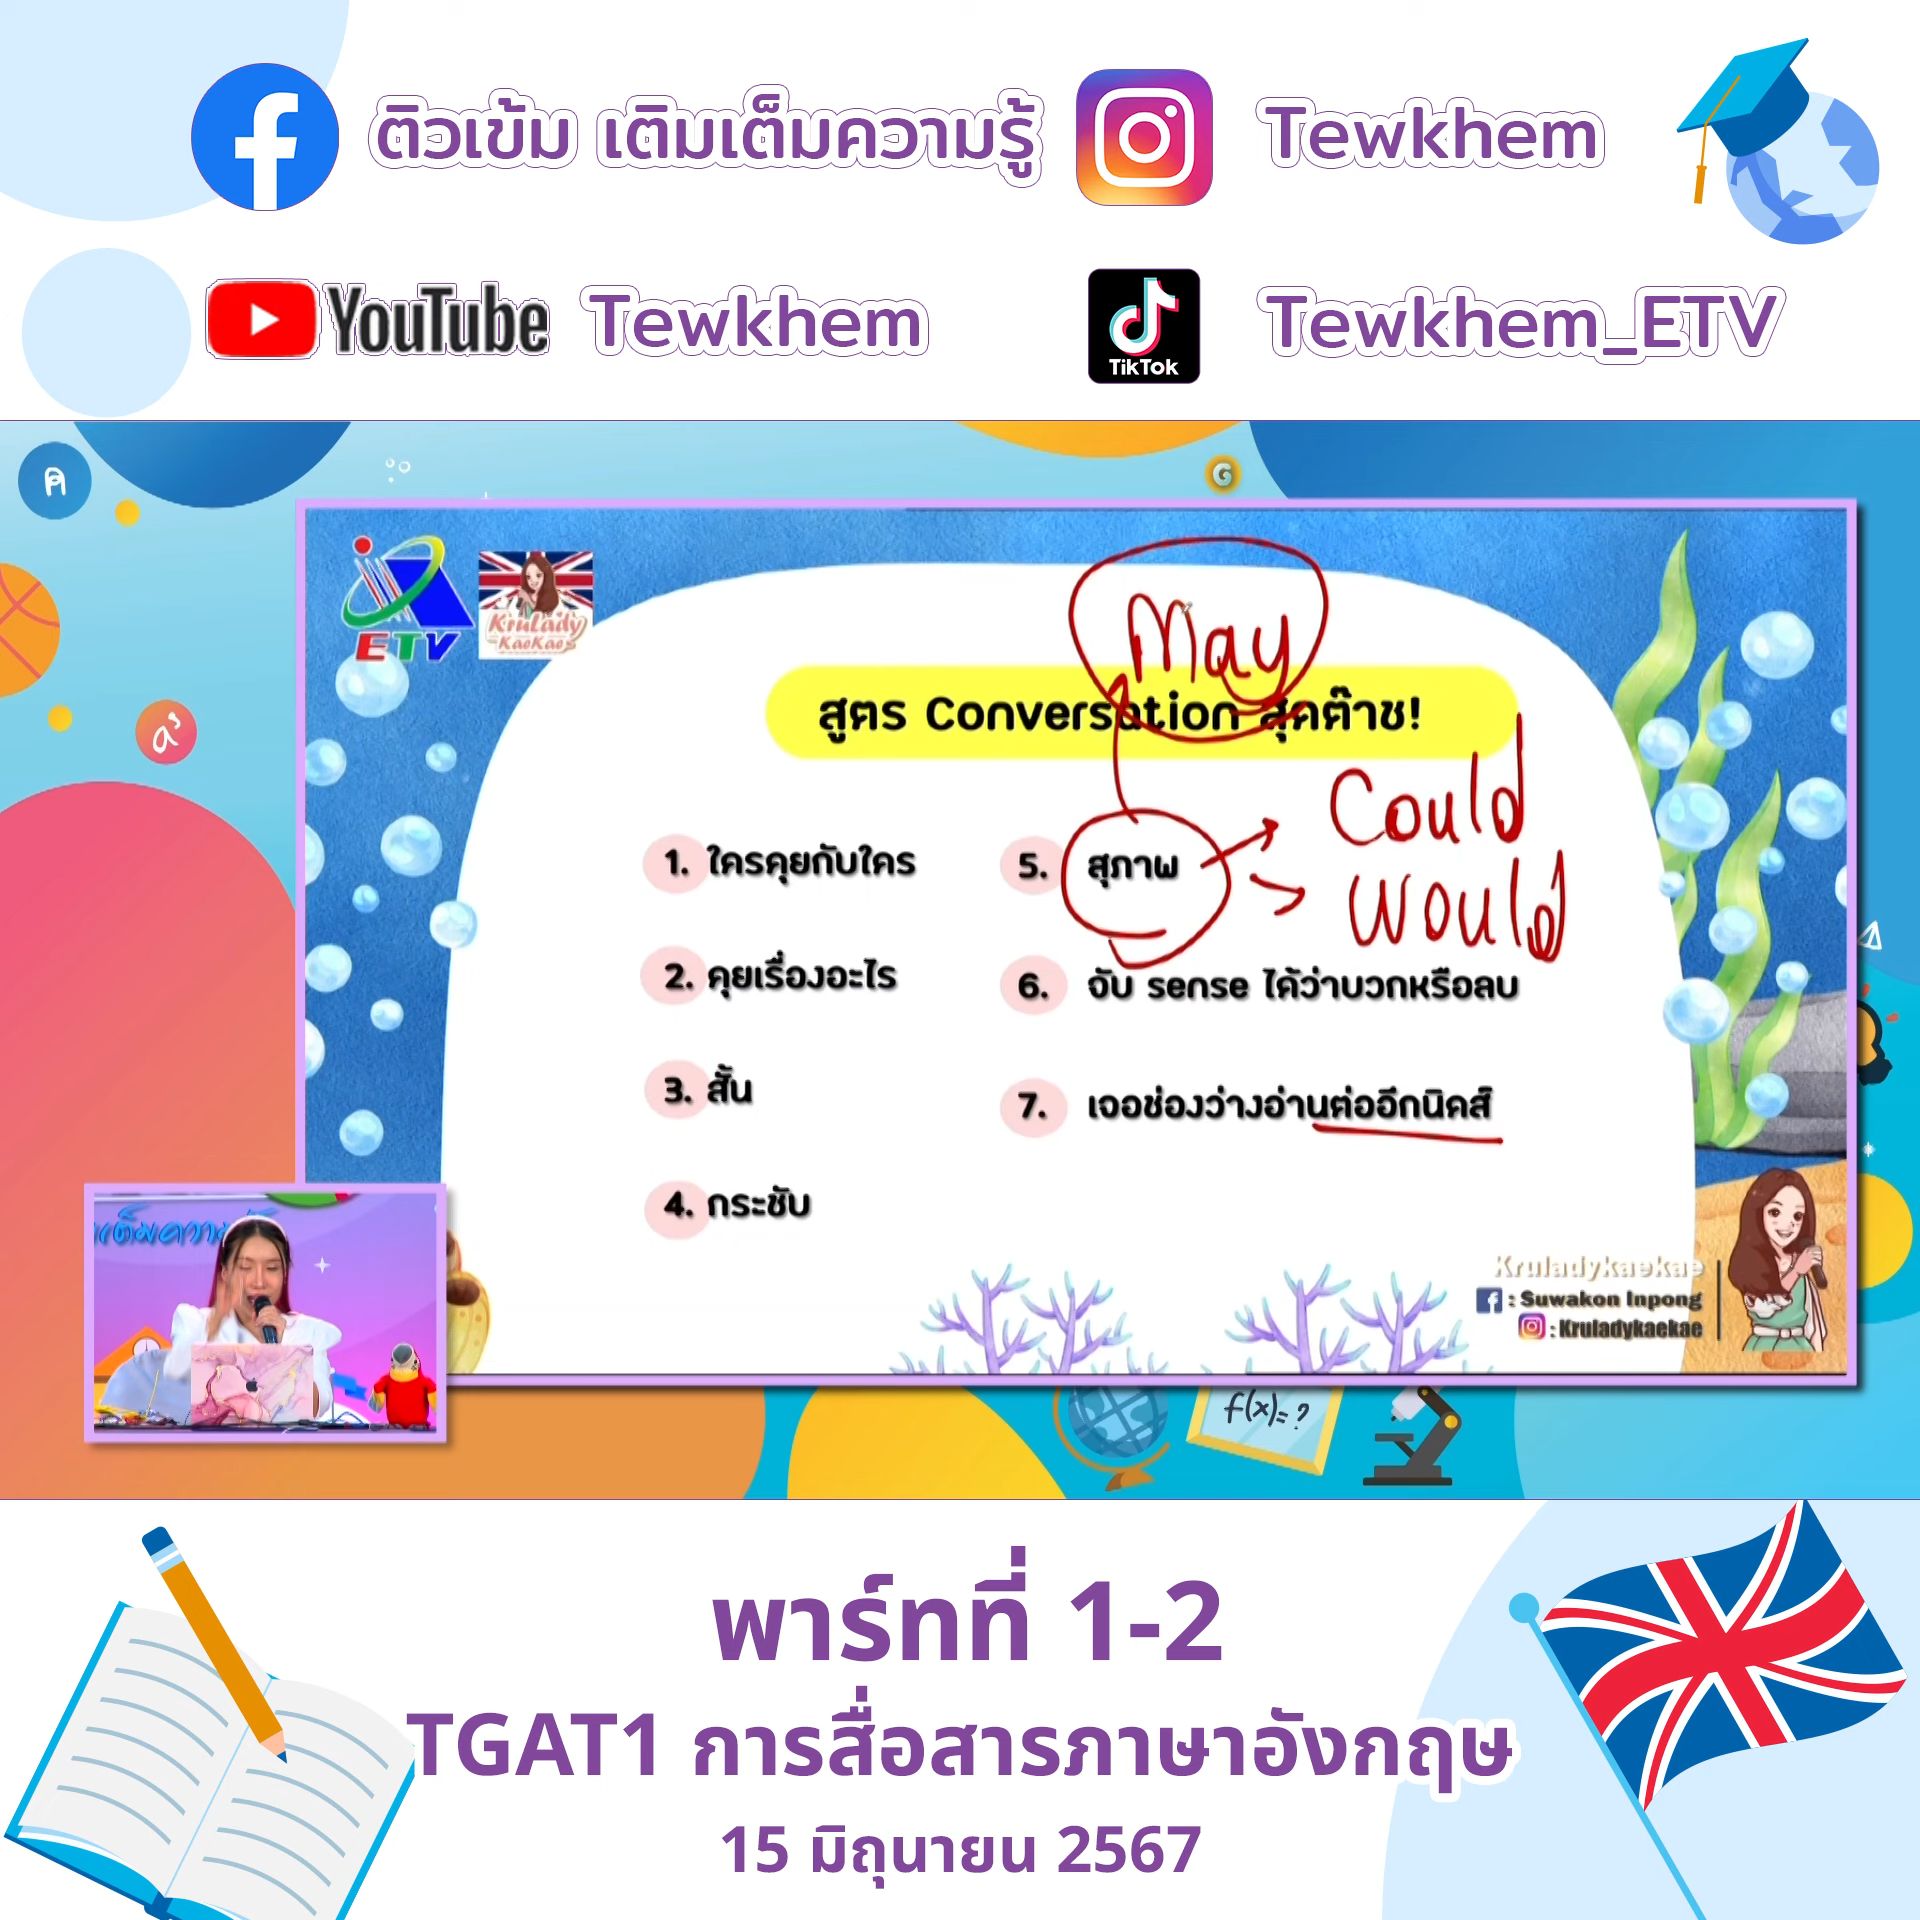 ติวเข้ม เติมเต็มความรู้
Tewkhem
YouTube Tewkhem
TikTok
Tewkhem_ETV
ค
G
ETV
KruLady
KaeKae
May
สูตร Conversation สุดต๊าช!
1. ใครคุยกับใคร
2. คุยเรื่องอะไร
3. สั้น
4. กระชับ
5. สุภาพ
Could
would
6. จับ sense ได้ว่าบวกหรือลบ
7. เจอช่องว่างอ่านต่ออีกนิดส์
Kruladykaekae
: Suwakon Inpong
: Kruladykaekae
f(x)=?
พาร์ทที่ 1-2
TGAT1 การสื่อสารภาษาอังกฤษ
15 มิถุนายน 2567